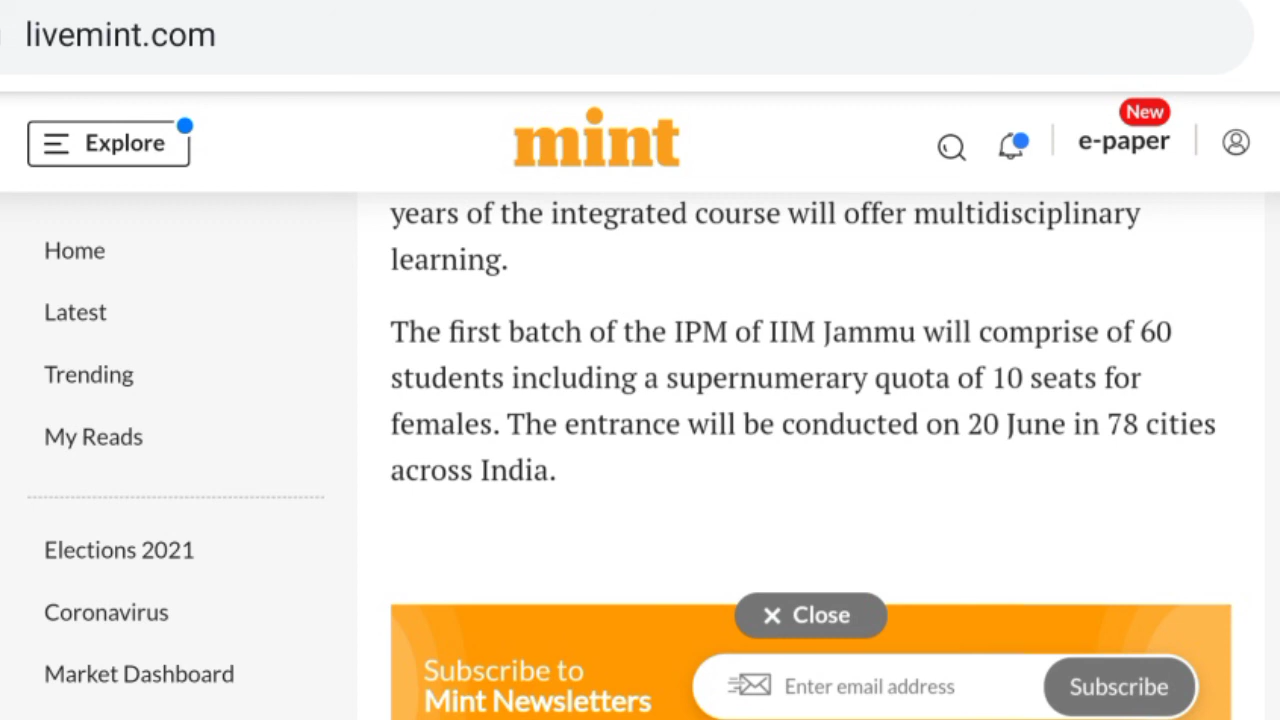 livemint.com
Explore
mint
New
e-paper
years of the integrated course will offer multidisciplinary
learning.
The first batch of the IPM of IIM Jammu will comprise of 60
students including a supernumerary quota of 10 seats for
females. The entrance will be conducted on 20 June in 78 cities
across India.
Home
Latest
Trending
My Reads
Elections 2021
Coronavirus
Market Dashboard
Close
Subscribe to
Mint Newsletters
Enter email address
Subscribe